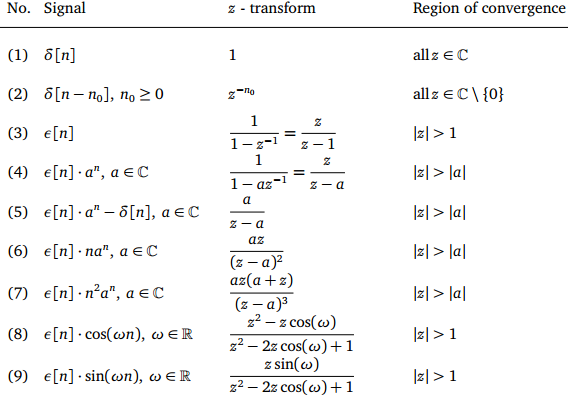 No. Signal z - transform Region of convergence
(1) δ[n] 1 all z ∈ ℂ
(2) δ[n − n₀], n₀ ≥ 0 z⁻ⁿ⁰ all z ∈ ℂ \ {0}
(3) ϵ[n] 1/(1 − z⁻¹) = z/(z − 1) |z| > 1
(4) ϵ[n] · aⁿ, a ∈ ℂ 1/(1 − az⁻¹) = z/(z − a) |z| > |a|
(5) ϵ[n] · aⁿ − δ[n], a ∈ ℂ a/(z − a) |z| > |a|
(6) ϵ[n] · naⁿ, a ∈ ℂ az/(z − a)² |z| > |a|
(7) ϵ[n] · n²aⁿ, a ∈ ℂ az(a + z)/(z − a)³ |z| > |a|
(8) ϵ[n] · cos(ωn), ω ∈ ℝ (z² − z cos(ω))/(z² − 2z cos(ω) + 1) |z| > 1
(9) ϵ[n] · sin(ωn), ω ∈ ℝ z sin(ω)/(z² − 2z cos(ω) + 1) |z| > 1